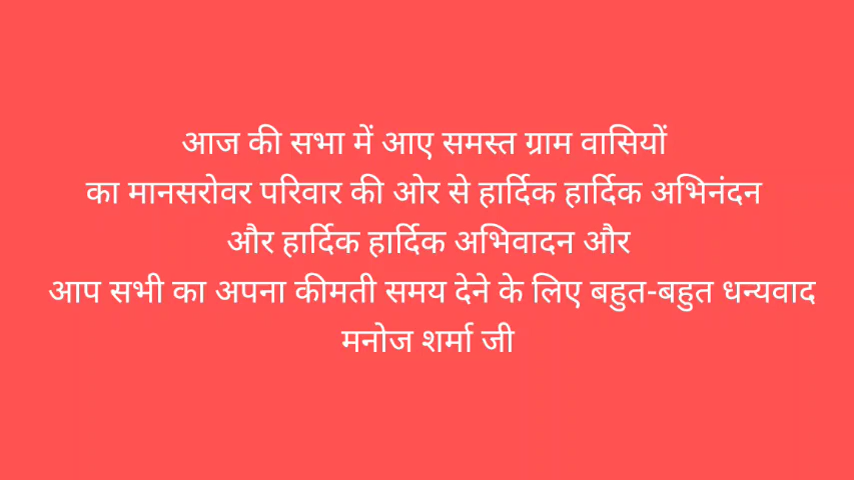 आज की सभा में आए समस्त ग्राम वासियों
का मानसरोवर परिवार की ओर से हार्दिक हार्दिक अभिनंदन
और हार्दिक हार्दिक अभिवादन और
आप सभी का अपना कीमती समय देने के लिए बहुत-बहुत धन्यवाद
मनोज शर्मा जी